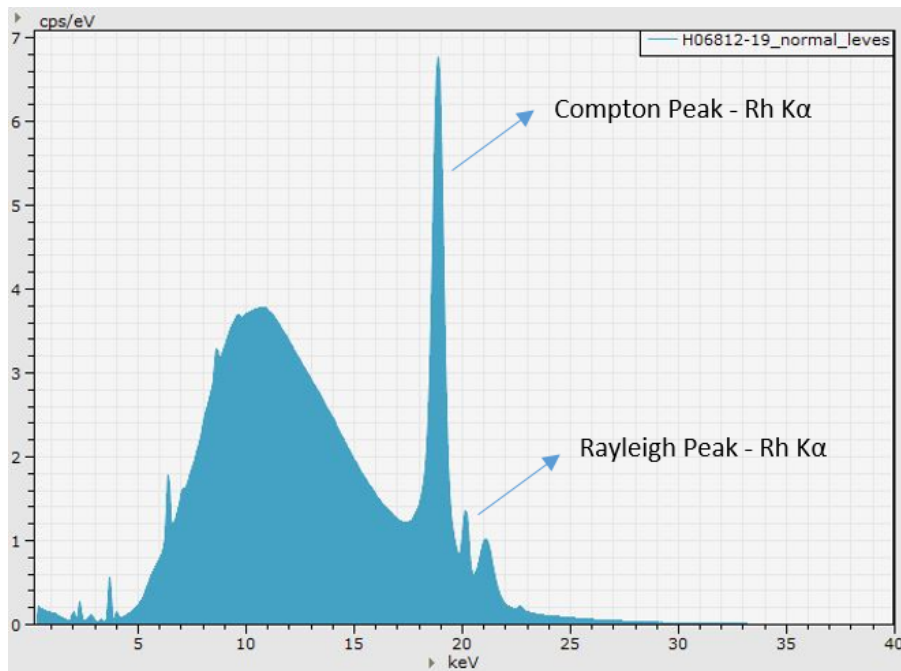 cps/eV
H06812-19_normal_leves
7
6
5
4
3
2
1
0
Compton Peak - Rh Kα
Rayleigh Peak - Rh Kα
5 10 15 20 25 30 35 40
keV